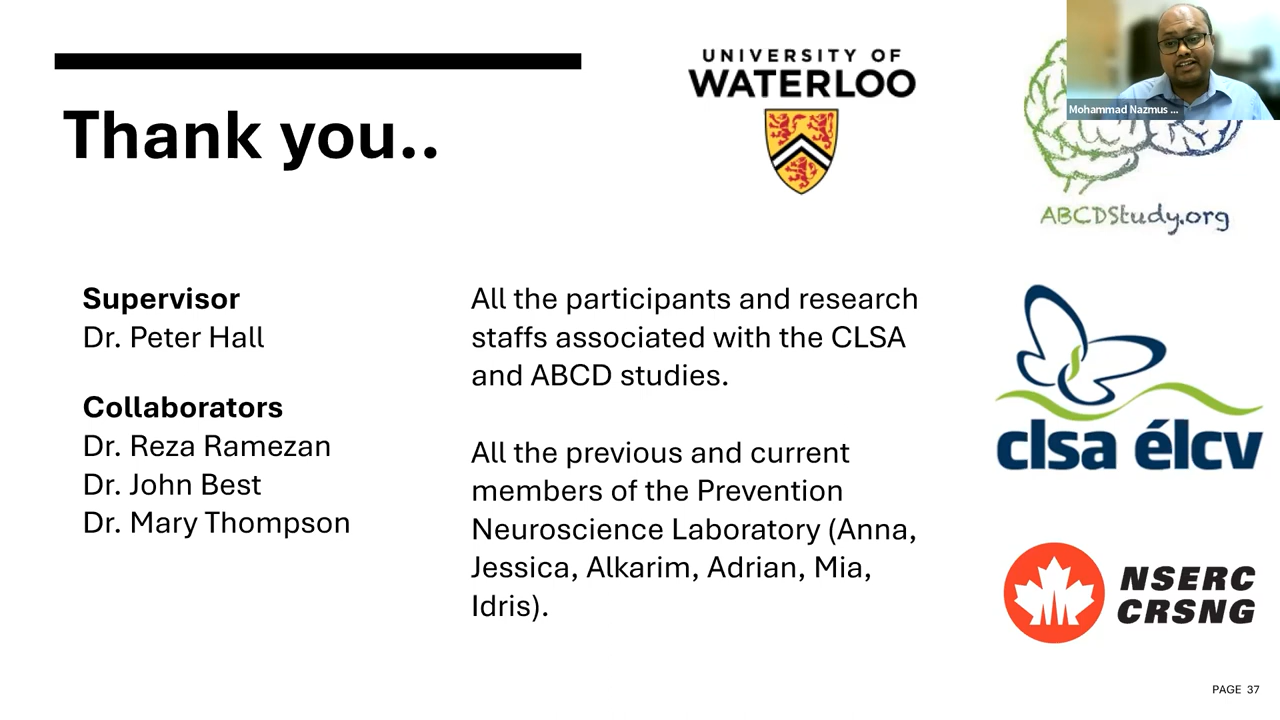 UNIVERSITY OF
WATERLOO
Mohammad Nazmus ...
Thank you..
ABCDStudy.org
Supervisor
Dr. Peter Hall
Collaborators
Dr. Reza Ramezan
Dr. John Best
Dr. Mary Thompson
All the participants and research
staffs associated with the CLSA
and ABCD studies.
All the previous and current
members of the Prevention
Neuroscience Laboratory (Anna,
Jessica, Alkarim, Adrian, Mia,
Idris).
clsa élcv
NSERC
CRSNG
PAGE 37